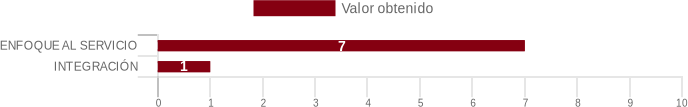 Valor obtenido
ENFOQUE AL SERVICIO
7
INTEGRACIÓN
1
0 1 2 3 4 5 6 7 8 9 10